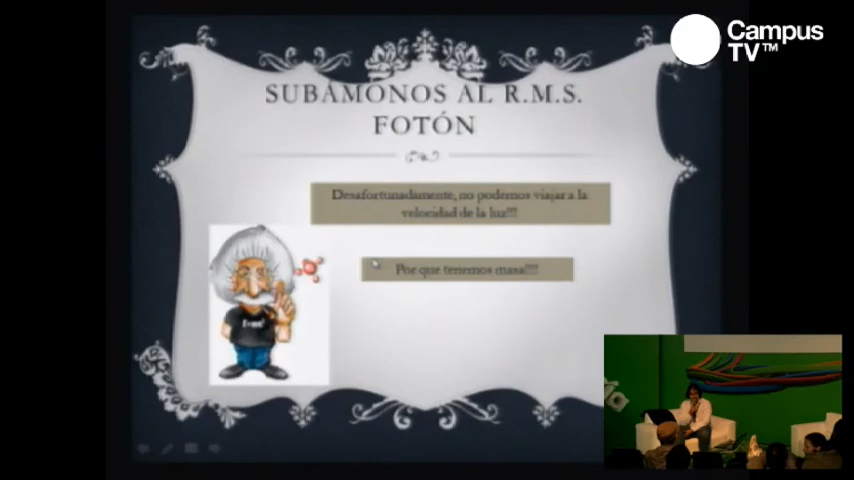 Campus
TV™
SUBÁMONOS AL R.M.S.
FOTÓN
Desafortunadamente, no podemos viajar a la
velocidad de la luz!!!
Por que tenemos masa!!!!